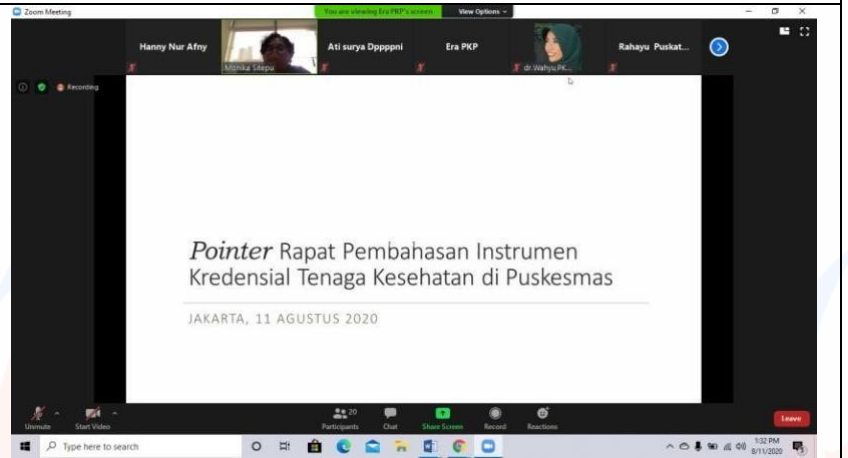 Zoom Meeting
You are viewing Era PKP's screen
View Options
Hanny Nur Afny
Monika Sitepu
Ati surya Dppppni
Era PKP
dr.Wahyu,PK...
Rahayu Puskat...
Recording
Pointer Rapat Pembahasan Instrumen
Kredensial Tenaga Kesehatan di Puskesmas
JAKARTA, 11 AGUSTUS 2020
Unmute
Start Video
20
Participants
Chat
Share Screen
Record
Reactions
Leave
Type here to search
1:32 PM
8/11/2020